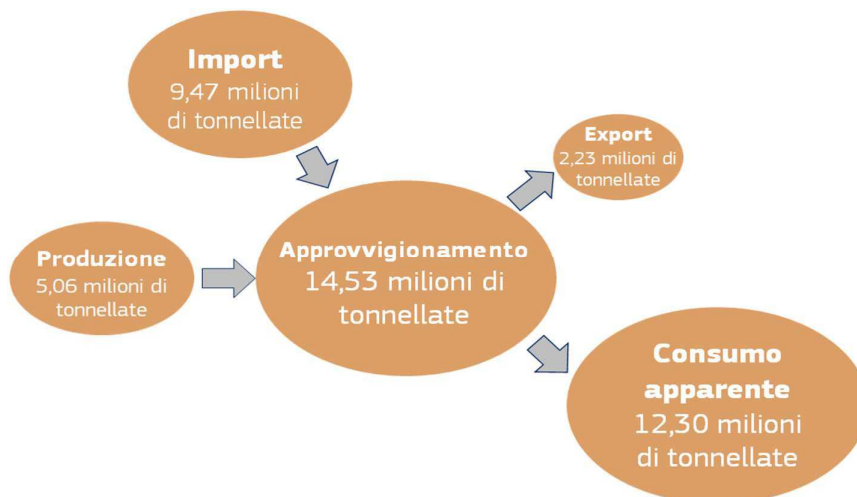 Import
9,47 milioni
di tonnellate
Export
2,23 milioni di
tonnellate
Produzione
5,06 milioni di
tonnellate
Approvvigionamento
14,53 milioni di
tonnellate
Consumo
apparente
12,30 milioni
di tonnellate